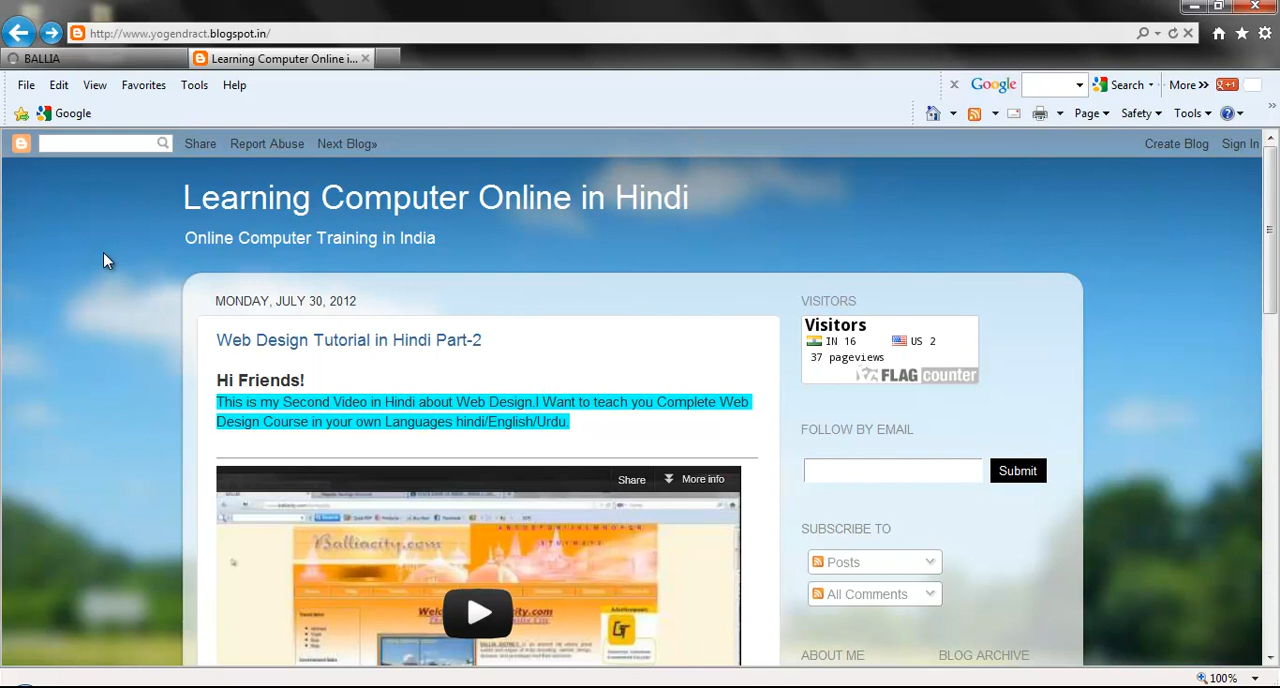 http://www.yogendract.blogspot.in/
BALLIA
Learning Computer Online i...
File Edit View Favorites Tools Help
Google Search More »
Google
Page Safety Tools
Share Report Abuse Next Blog»
Create Blog Sign In
Learning Computer Online in Hindi
Online Computer Training in India
MONDAY, JULY 30, 2012
Web Design Tutorial in Hindi Part-2
Hi Friends!
This is my Second Video in Hindi about Web Design.I Want to teach you Complete Web
Design Course in your own Languages hindi/English/Urdu.
Share More info
Balliacity.com
VISITORS
Visitors
IN 16 US 2
37 pageviews
FLAG counter
FOLLOW BY EMAIL
Submit
SUBSCRIBE TO
Posts
All Comments
ABOUT ME
BLOG ARCHIVE
100%